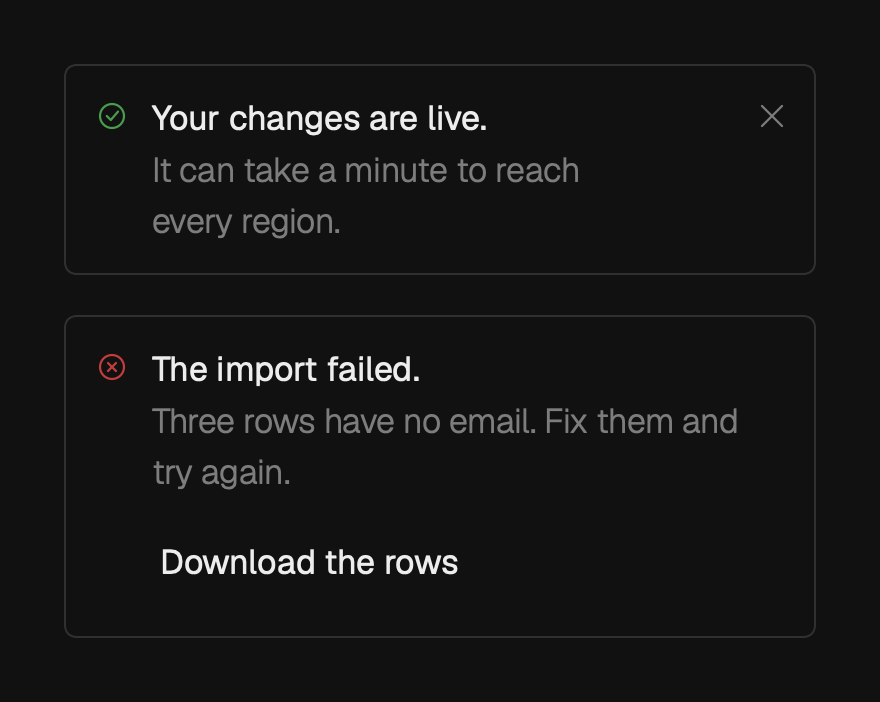 Your changes are live.
It can take a minute to reach
every region.
The import failed.
Three rows have no email. Fix them and
try again.
Download the rows